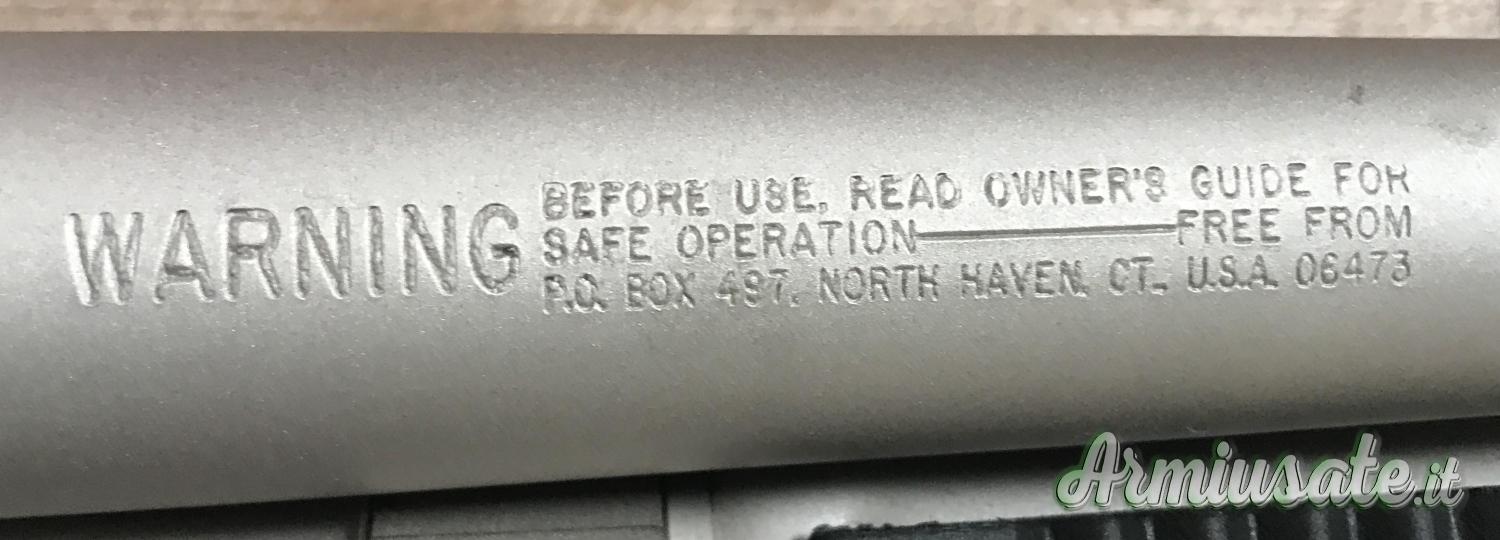 WARNING
BEFORE USE, READ OWNER'S GUIDE FOR
SAFE OPERATION—FREE FROM
P.O. BOX 497, NORTH HAVEN, CT., U.S.A. 06473
Armiusate.it